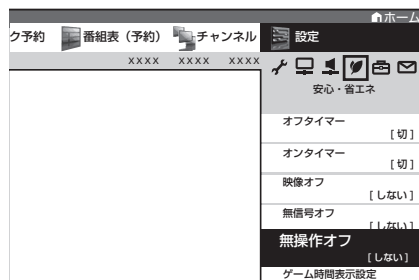 ホーム
ク予約 番組表（予約） チャンネル 設定
xxxx xxxx xxxx
安心・省エネ
オフタイマー
［切］
オンタイマー
［切］
映像オフ
［しない］
無信号オフ
［しない］
無操作オフ
［しない］
ゲーム時間表示設定